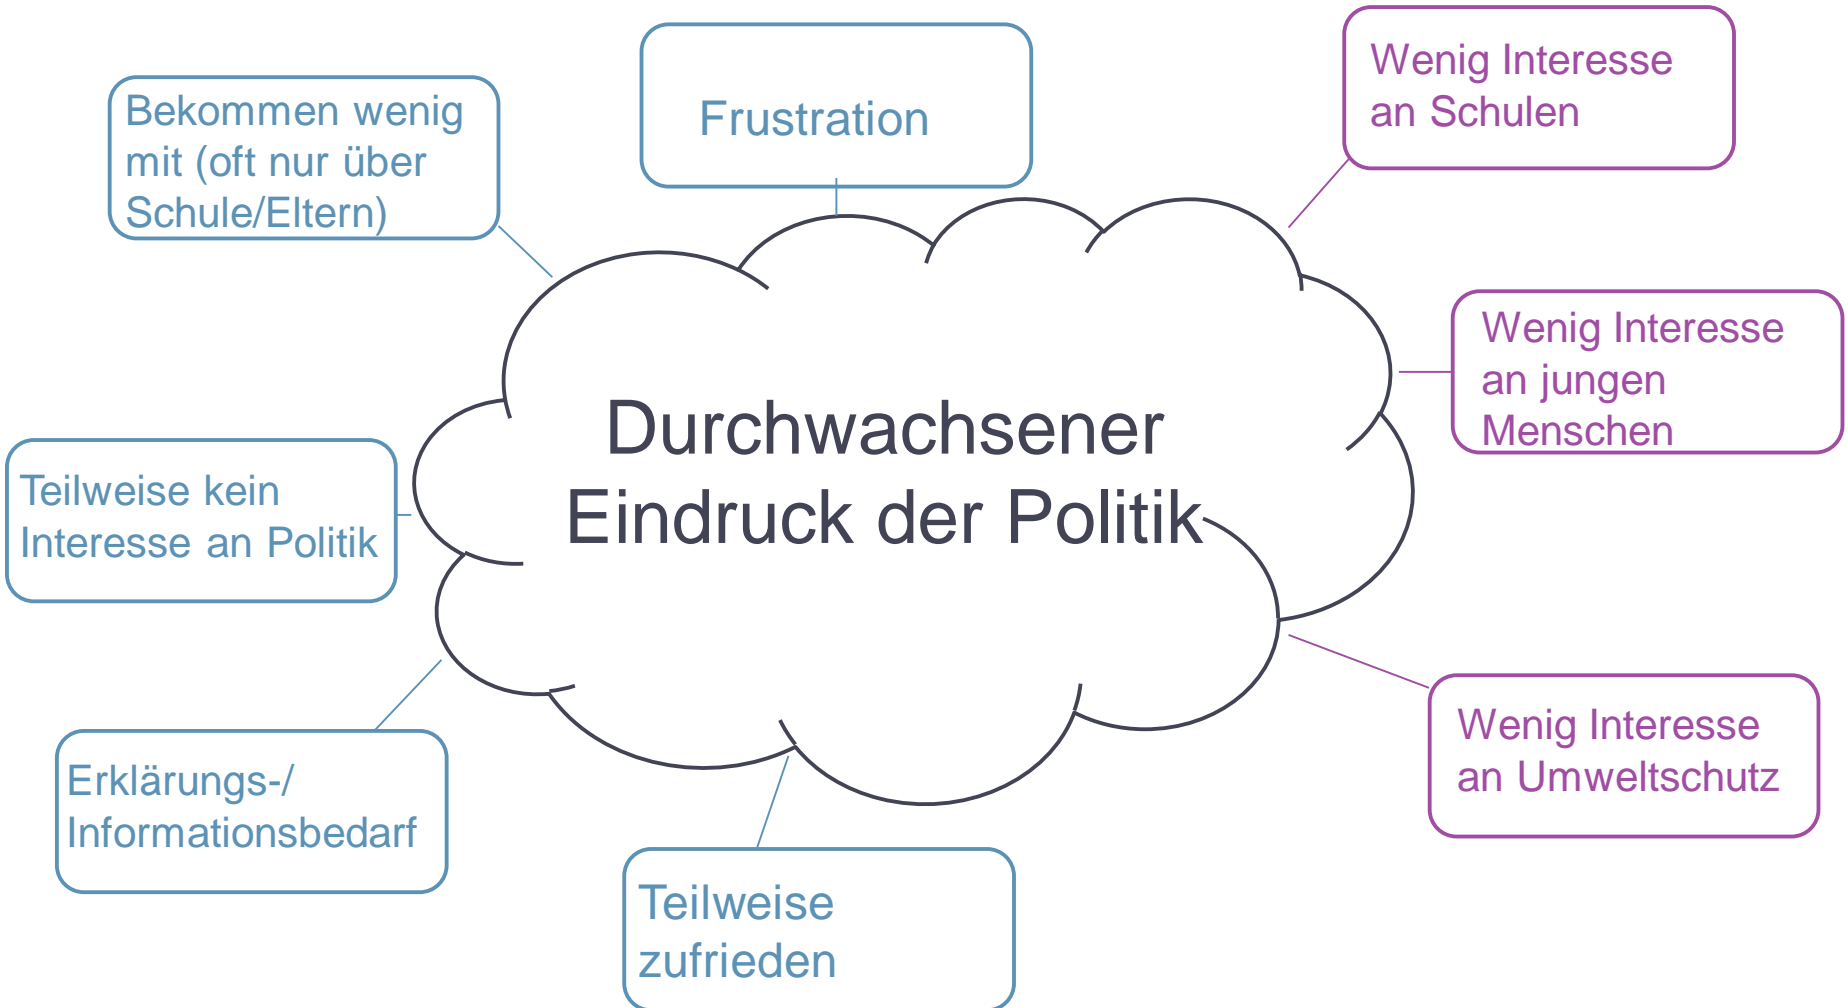 Frustration
Wenig Interesse
an Schulen
Bekommen wenig
mit (oft nur über
Schule/Eltern)
Wenig Interesse
an jungen
Menschen
Durchwachsener
Eindruck der Politik
Teilweise kein
Interesse an Politik
Wenig Interesse
an Umweltschutz
Erklärungs-/
Informationsbedarf
Teilweise
zufrieden